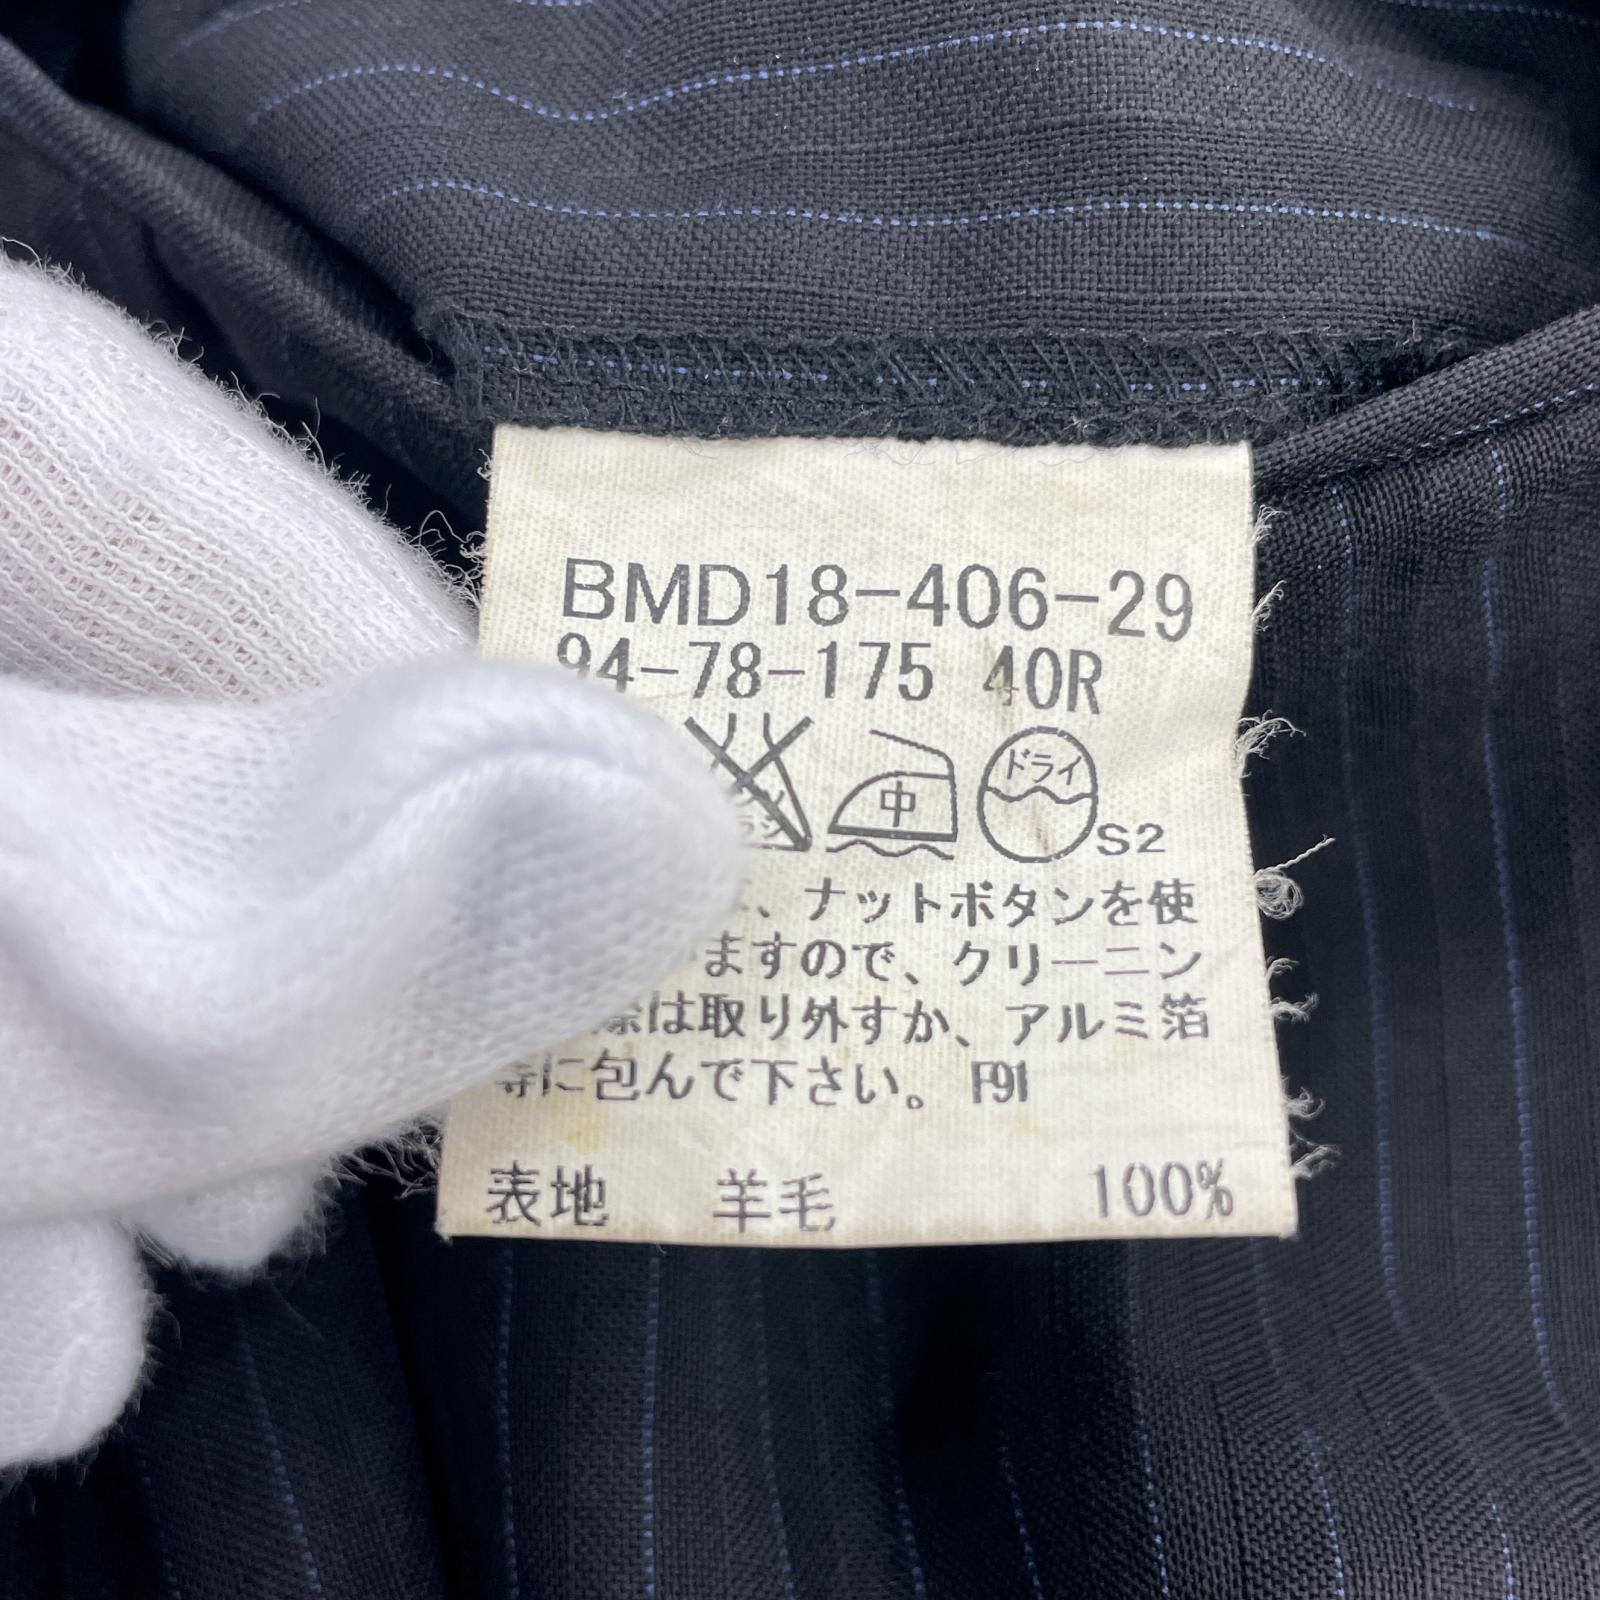 BMD18-406-29
94-78-175 40R
中 ドライ S2
、ナットボタンを使
ますので、クリーニン
際は取り外すか、アルミ箔
等に包んで下さい。 F91
表地 羊毛 100%